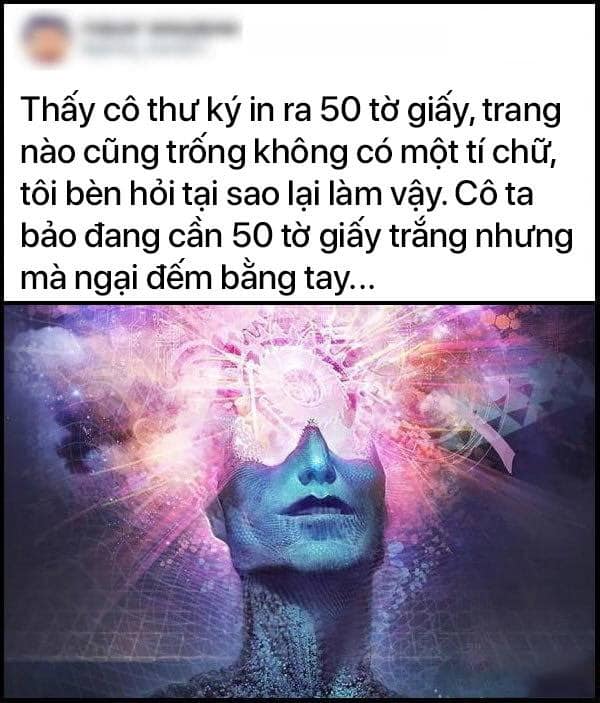 Thấy cô thư ký in ra 50 tờ giấy, trang
nào cũng trống không có một tí chữ,
tôi bèn hỏi tại sao lại làm vậy. Cô ta
bảo đang cần 50 tờ giấy trắng nhưng
mà ngại đếm bằng tay...